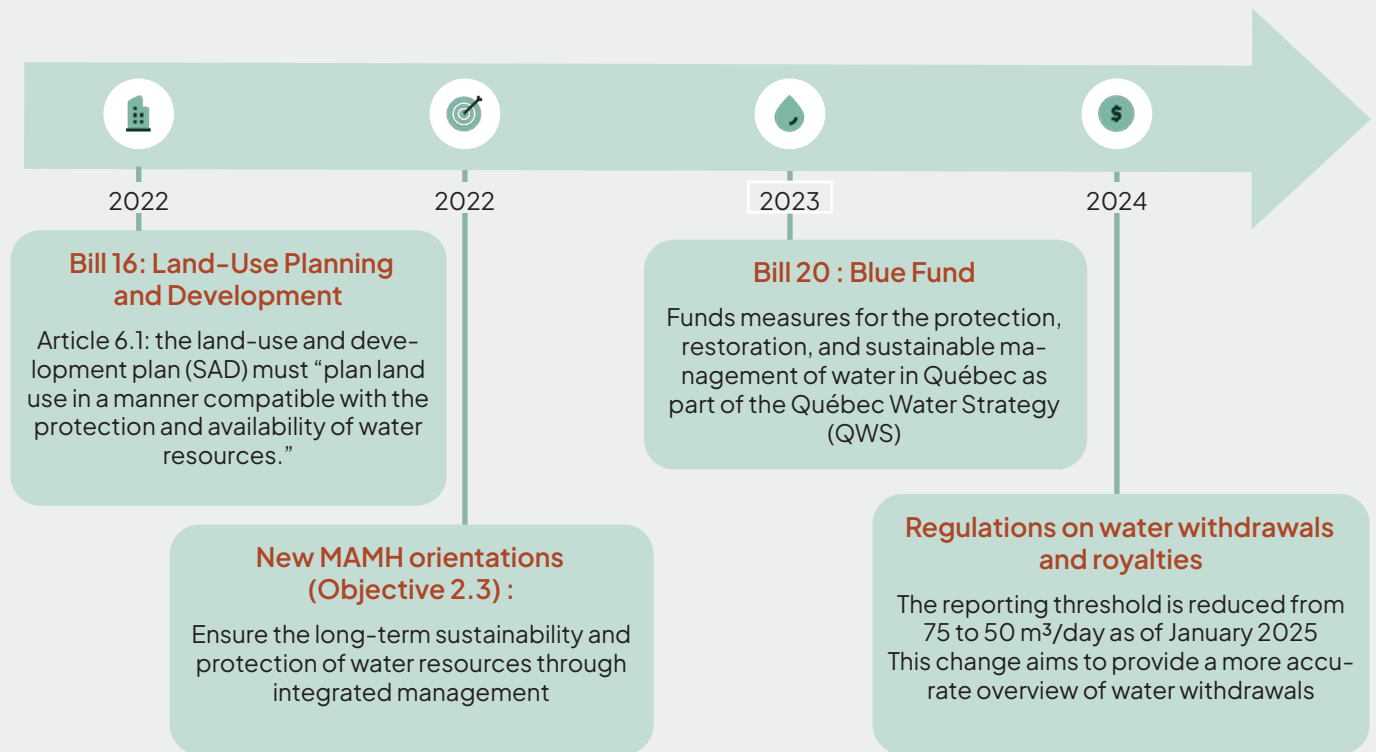 $
2022
2022
2023
2024
Bill 16: Land-Use Planning
and Development
Article 6.1: the land-use and deve-
lopment plan (SAD) must “plan land
use in a manner compatible with the
protection and availability of water
resources.”
New MAMH orientations
(Objective 2.3) :
Ensure the long-term sustainability and
protection of water resources through
integrated management
Bill 20 : Blue Fund
Funds measures for the protection,
restoration, and sustainable ma-
nagement of water in Québec as
part of the Québec Water Strategy
(QWS)
Regulations on water withdrawals
and royalties
The reporting threshold is reduced from
75 to 50 m³/day as of January 2025
This change aims to provide a more accu-
rate overview of water withdrawals